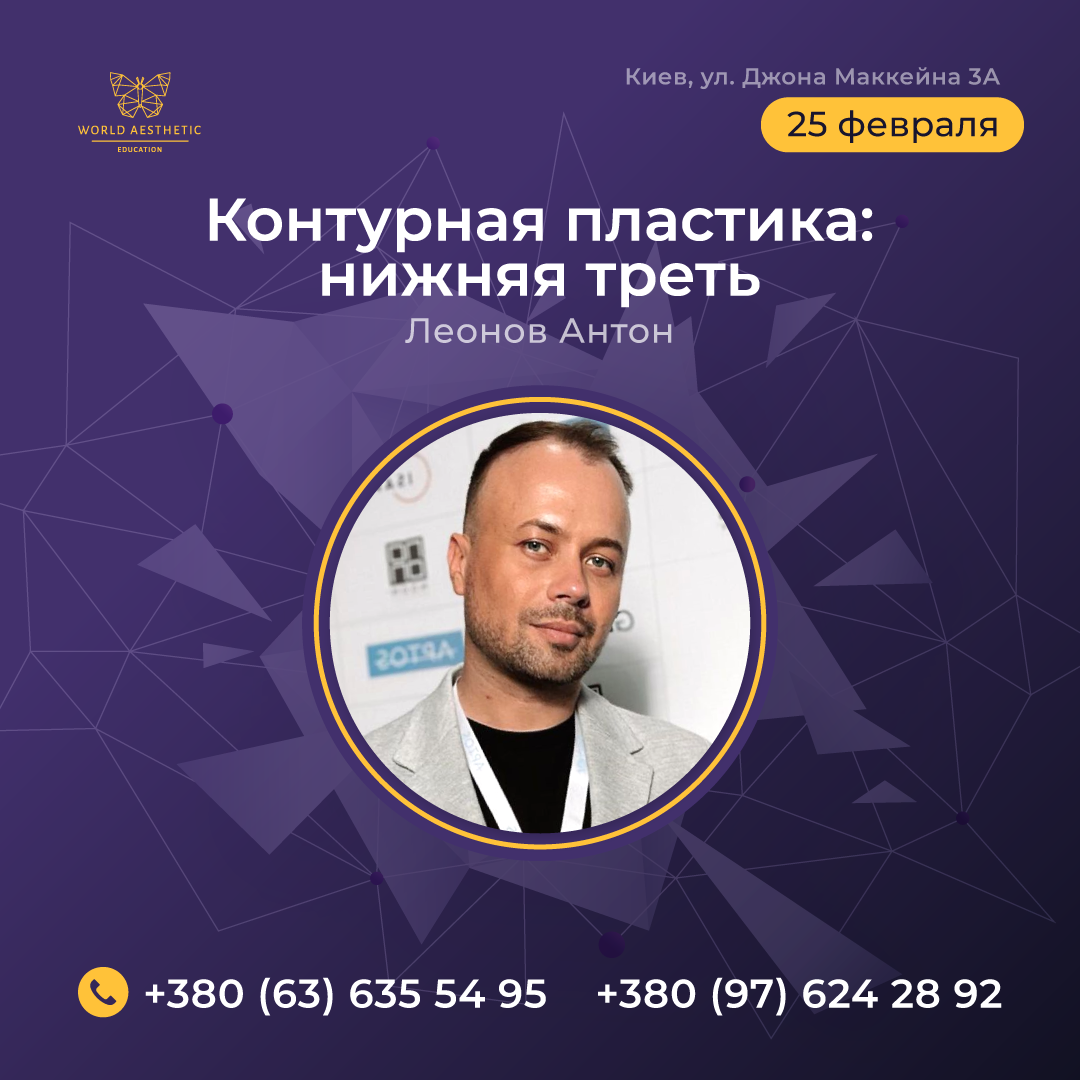 Киев, ул. Джона Маккейна 3А
WORLD AESTHETIC
EDUCATION
25 февраля
Контурная пластика:
нижняя треть
Леонов Антон
APTOS
+380 (63) 635 54 95
+380 (97) 624 28 92